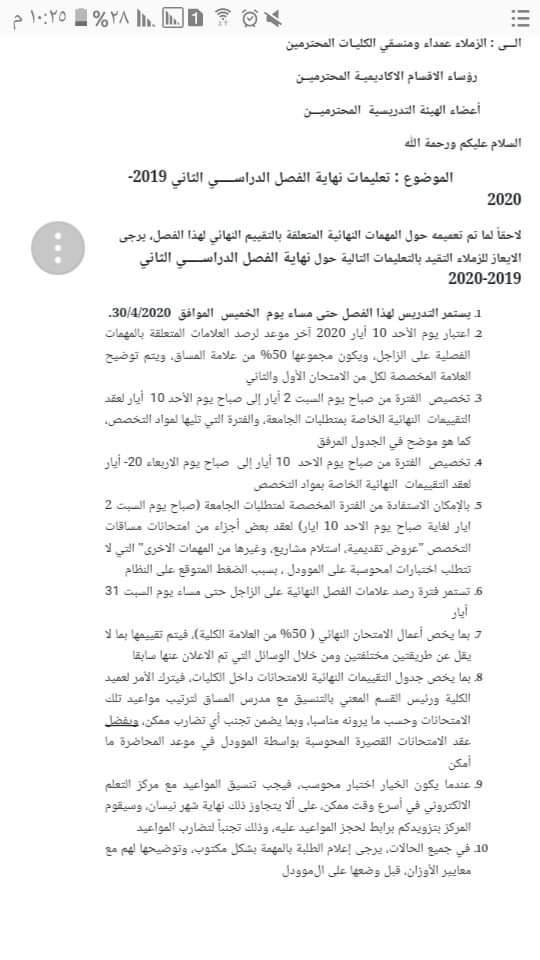 ١٠:٢٥ م ٢٨% 1
الـــى : الزملاء عمداء ومنسقي الكليات المحترمين
رؤساء الاقسام الاكاديمية المحترميــن
أعضاء الهيئة التدريسية المحترميـــن
السلام عليكم ورحمة الله
الموضوع : تعليمات نهاية الفصل الدراســـــي الثاني 2019-
2020
لاحقاً لما تم تعميمه حول المهمات النهائية المتعلقة بالتقييم النهائي لهذا الفصل، يرجى
الايعاز للزملاء التقيد بالتعليمات التالية حول نهاية الفصل الدراســـــي الثاني
2020-2019
1. يستمر التدريس لهذا الفصل حتى مساء يوم الخميس الموافق 30/4/2020.
2. اعتبار يوم الأحد 10 أيار 2020 آخر موعد لرصد العلامات المتعلقة بالمهمات
الفصلية على الزاجل، ويكون مجموعها 50% من علامة المساق، ويتم توضيح
العلامة المخصصة لكل من الامتحان الأول والثاني
3. تخصيص الفترة من صباح يوم السبت 2 أيار إلى صباح يوم الأحد 10 أيار لعقد
التقييمات النهائية الخاصة بمتطلبات الجامعة، والفترة التي تليها لمواد التخصص،
كما هو موضح في الجدول المرفق
4. تخصيص الفترة من صباح يوم الاحد 10 أيار إلى صباح يوم الاربعاء 20- أيار
لعقد التقييمات النهائية الخاصة بمواد التخصص
5. بالإمكان الاستفادة من الفترة المخصصة لمتطلبات الجامعة (صباح يوم السبت 2
ايار لغاية صباح يوم الاحد 10 ايار) لعقد بعض أجزاء من امتحانات مساقات
التخصص "عروض تقديمية، استلام مشاريع، وغيرها من المهمات الاخرى" التي لا
تتطلب اختبارات امحوسبة على الموودل ، بسبب الضغط المتوقع على النظام
6. تستمر فترة رصد علامات الفصل النهائية على الزاجل حتى مساء يوم السبت 31
أيار
7. بما يخص أعمال الامتحان النهائي ( 50% من العلامة الكلية)، فيتم تقييمها بما لا
يقل عن طريقتين مختلفتين ومن خلال الوسائل التي تم الاعلان عنها سابقا
8. بما يخص جدول التقييمات النهائية للامتحانات داخل الكليات، فيترك الأمر لعميد
الكلية ورئيس القسم المعني بالتنسيق مع مدرس المساق لترتيب مواعيد تلك
الامتحانات وحسب ما يرونه مناسبا، وبما يضمن تجنب أي تضارب ممكن، ويفضل
عقد الامتحانات القصيرة المحوسبة بواسطة الموودل في موعد المحاضرة ما
أمكن
9. عندما يكون الخيار اختبار محوسب، فيجب تنسيق المواعيد مع مركز التعلم
الالكتروني في أسرع وقت ممكن، على ألا يتجاوز ذلك نهاية شهر نيسان، وسيقوم
المركز بتزويدكم برابط لحجز المواعيد عليه، وذلك تجنباً لتضارب المواعيد
10. في جميع الحالات، يرجى إعلام الطلبة بالمهمة بشكل مكتوب، وتوضيحها لهم مع
معايير الأوزان، قبل وضعها على الموودل